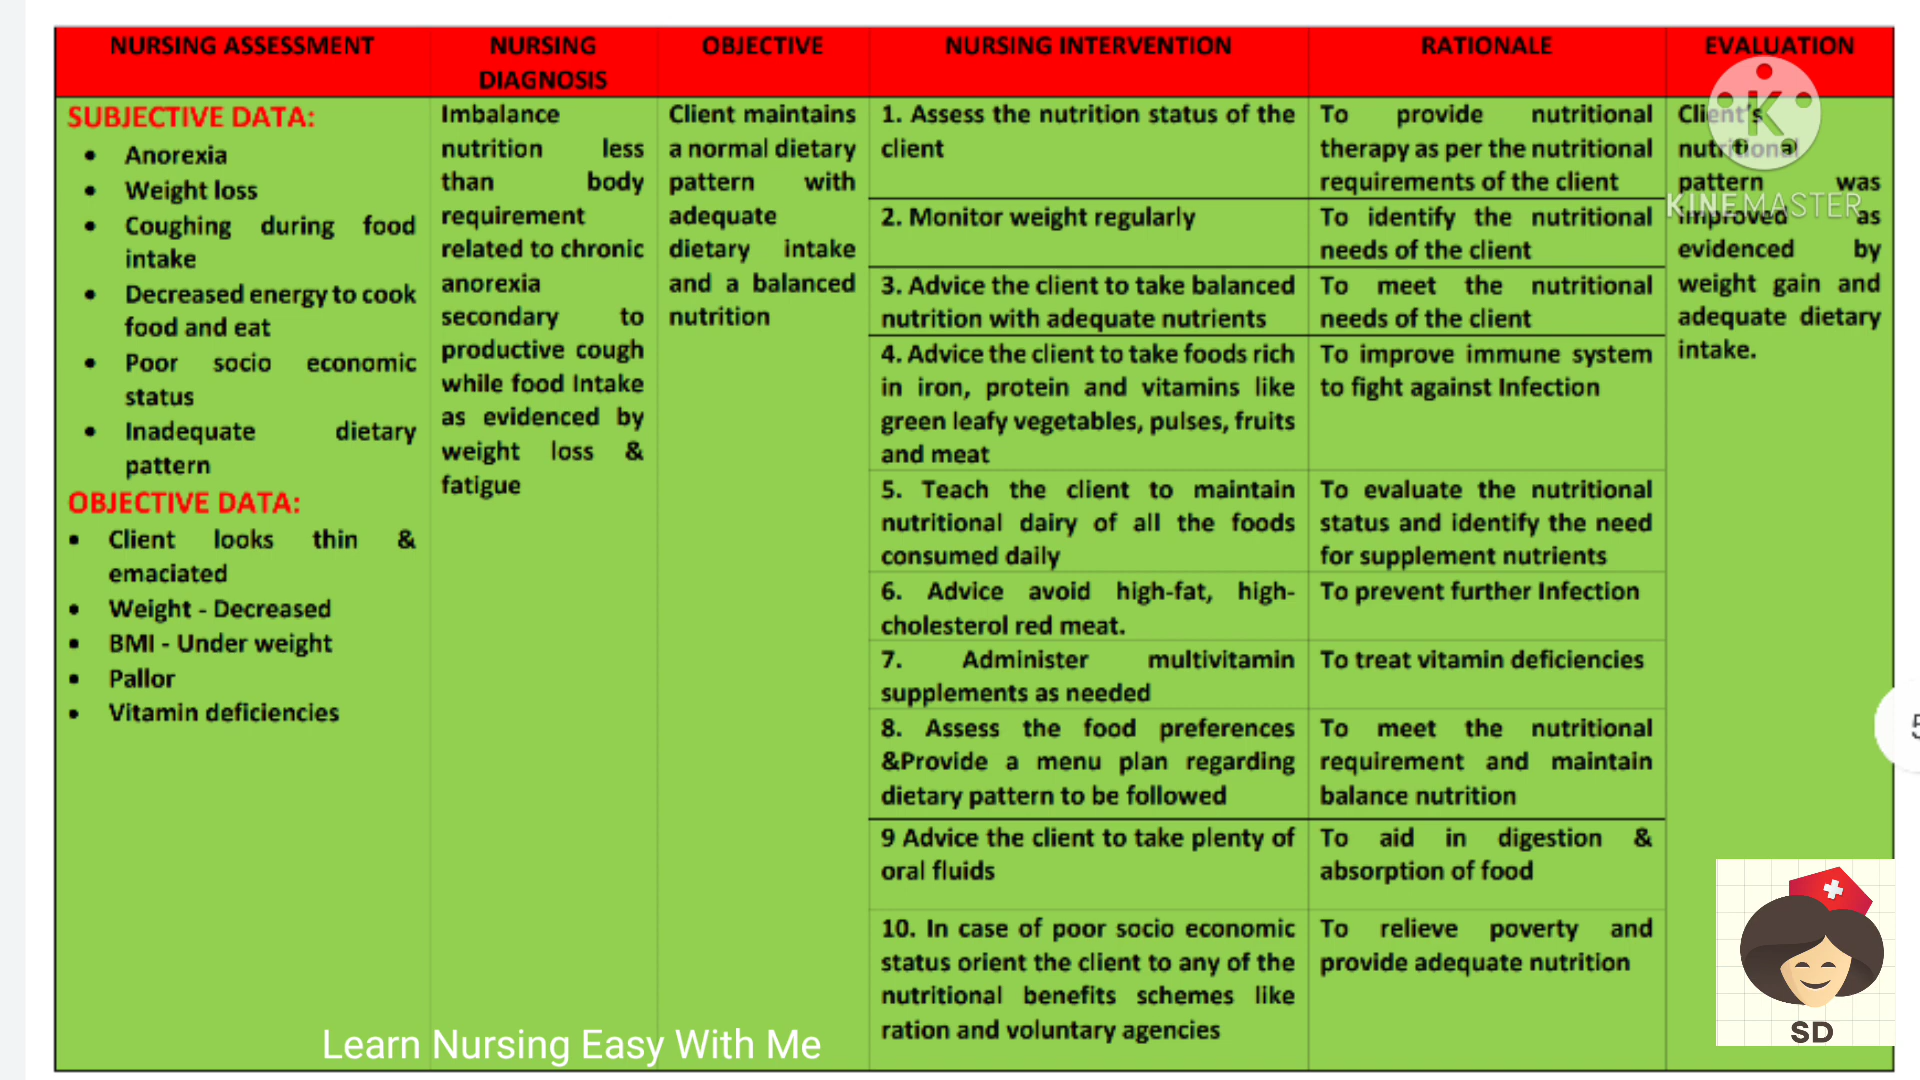 NURSING ASSESSMENT
NURSING
DIAGNOSIS
OBJECTIVE
NURSING INTERVENTION
RATIONALE
EVALUATION
SUBJECTIVE DATA:
• Anorexia
• Weight loss
• Coughing during food
intake
• Decreased energy to cook
food and eat
• Poor socio economic
status
• Inadequate dietary
pattern
OBJECTIVE DATA:
• Client looks thin &
emaciated
• Weight - Decreased
• BMI - Under weight
• Pallor
• Vitamin deficiencies
Imbalance
nutrition less
than body
requirement
related to chronic
anorexia
secondary to
productive cough
while food Intake
as evidenced by
weight loss &
fatigue
Client maintains
a normal dietary
pattern with
adequate
dietary intake
and a balanced
nutrition
1. Assess the nutrition status of the
client
To provide nutritional
therapy as per the nutritional
requirements of the client
2. Monitor weight regularly
To identify the nutritional
needs of the client
3. Advice the client to take balanced
nutrition with adequate nutrients
To meet the nutritional
needs of the client
4. Advice the client to take foods rich
in iron, protein and vitamins like
green leafy vegetables, pulses, fruits
and meat
To improve immune system
to fight against Infection
5. Teach the client to maintain
nutritional dairy of all the foods
consumed daily
To evaluate the nutritional
status and identify the need
for supplement nutrients
6. Advice avoid high-fat, high-
cholesterol red meat.
To prevent further Infection
7. Administer multivitamin
supplements as needed
To treat vitamin deficiencies
8. Assess the food preferences
&Provide a menu plan regarding
dietary pattern to be followed
To meet the nutritional
requirement and maintain
balance nutrition
9 Advice the client to take plenty of
oral fluids
To aid in digestion &
absorption of food
10. In case of poor socio economic
status orient the client to any of the
nutritional benefits schemes like
ration and voluntary agencies
To relieve poverty and
provide adequate nutrition
Client's
nutritional
pattern was
improved as
evidenced by
weight gain and
adequate dietary
intake.
K
KINEMASTER
5
SD
Learn Nursing Easy With Me